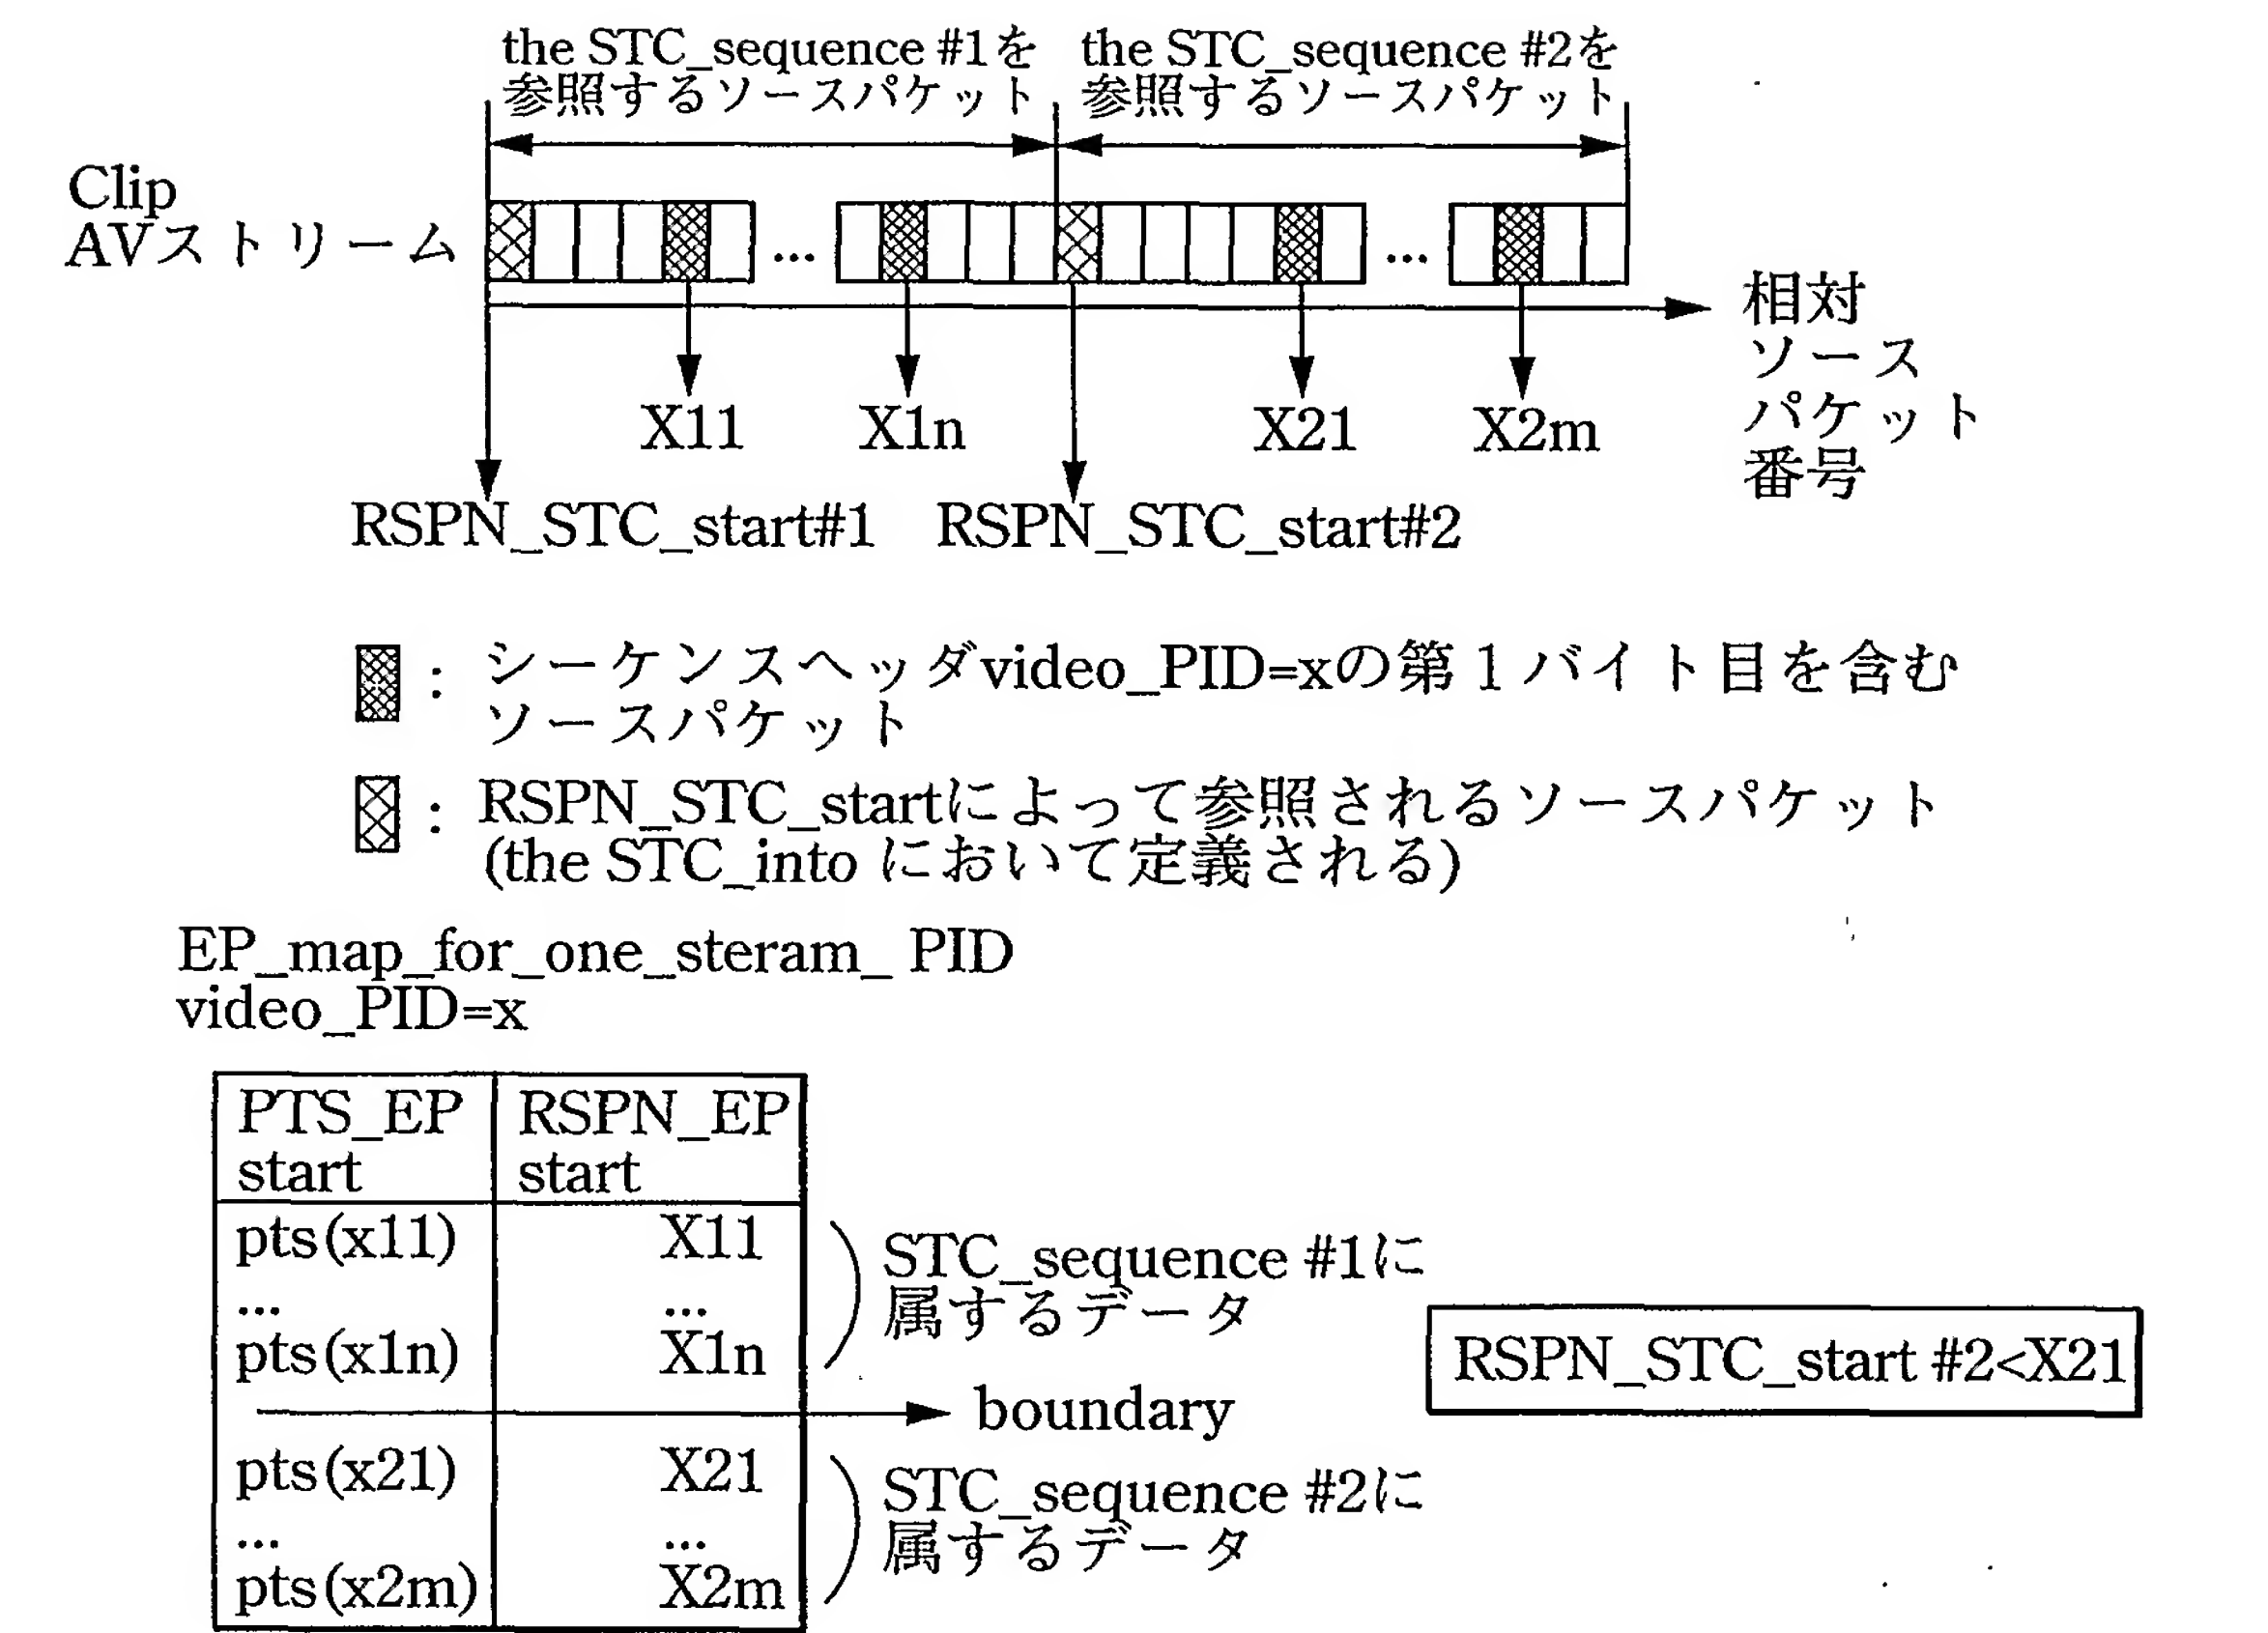 the STC_sequence #1を
参照するソースパケット
the STC_sequence #2を
参照するソースパケット
Clip
AVストリーム
...
...
相対
ソース
パケット
番号
X11
X1n
X21
X2m
RSPN_STC_start#1
RSPN_STC_start#2
: シーケンスヘッダvideo_PID=xの第1バイト目を含む
ソースパケット
: RSPN_STC_startによって参照されるソースパケット
(the STC_into において定義される)
EP_map_for_one_steram_ PID
video_PID=x
PTS_EP
start
RSPN_EP
start
pts(x11) X11
... ...
pts(x1n) X1n
STC_sequence #1に
属するデータ
boundary
RSPN_STC_start #2<X21
pts(x21) X21
... ...
pts(x2m) X2m
STC_sequence #2に
属するデータ